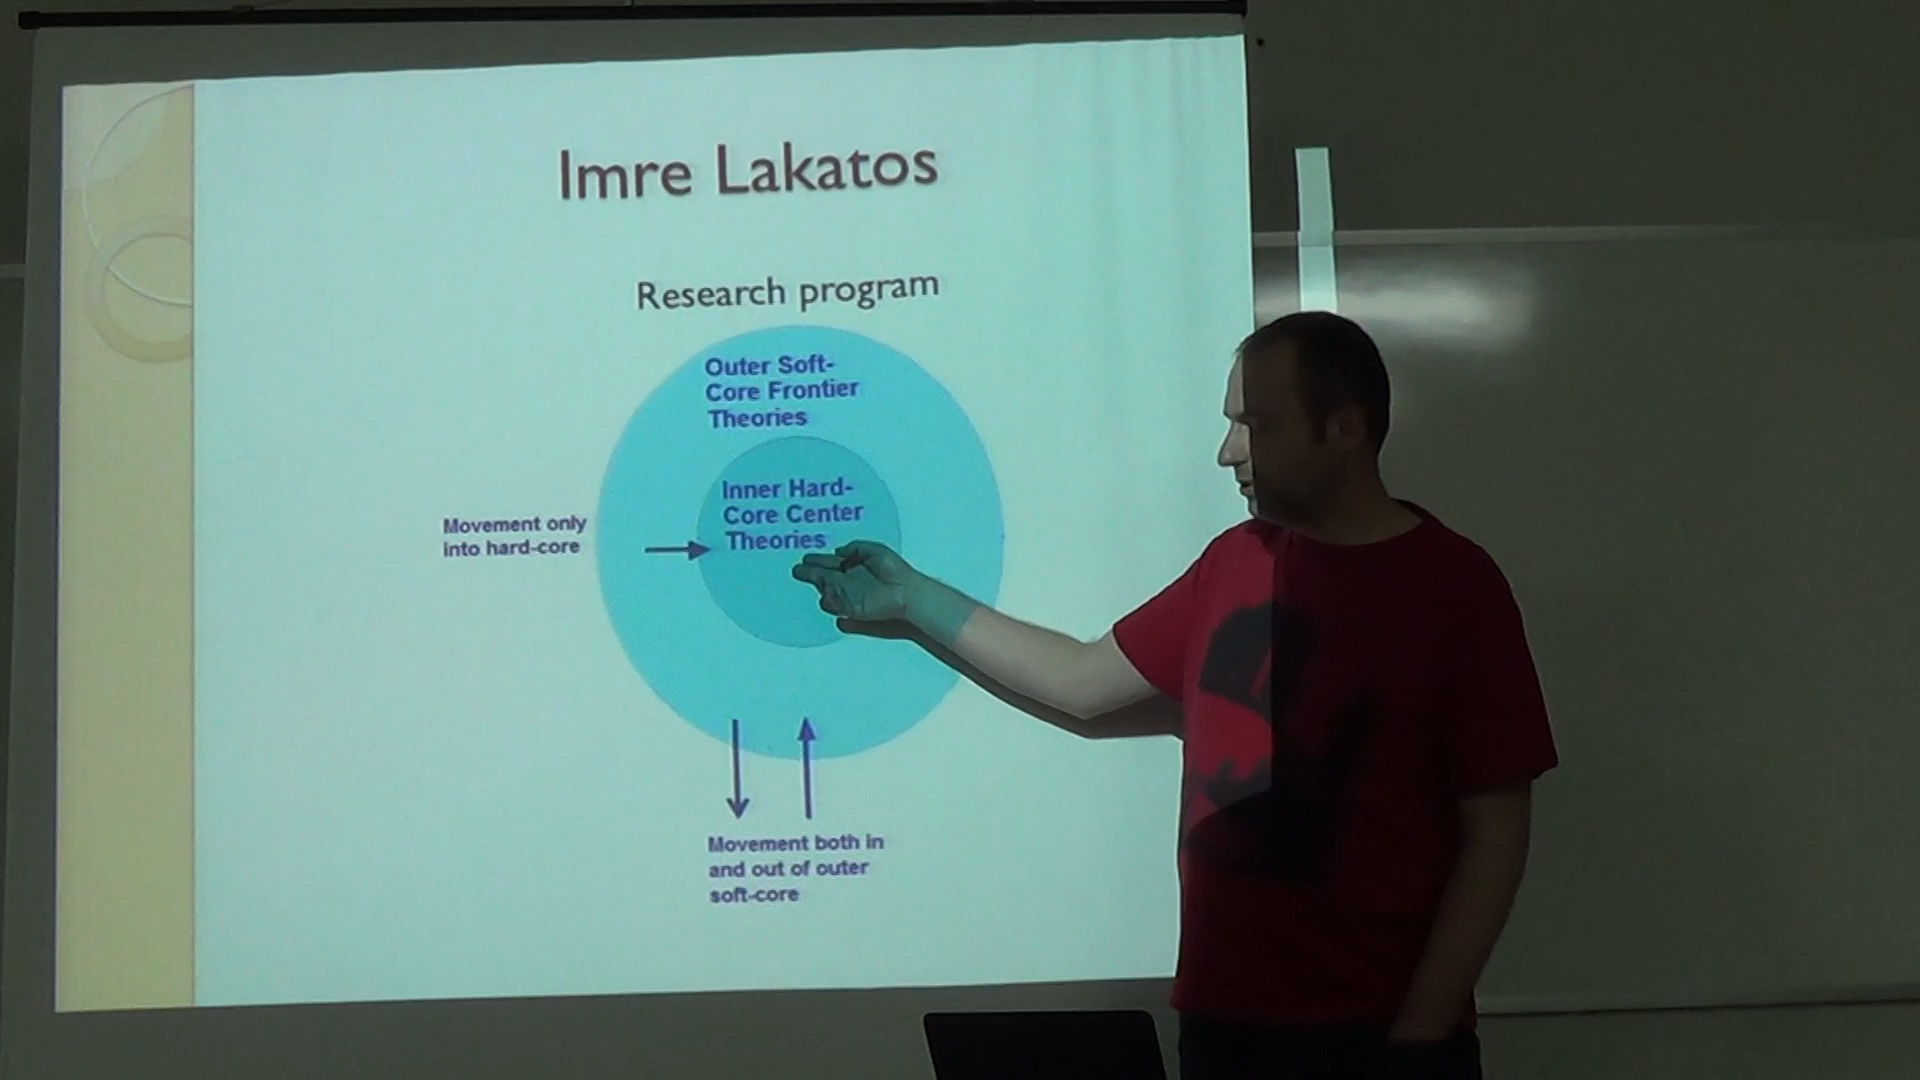 Imre Lakatos
Research program
Outer Soft-
Core Frontier
Theories
Inner Hard-
Core Center
Theories
Movement only
into hard-core
Movement both in
and out of outer
soft-core